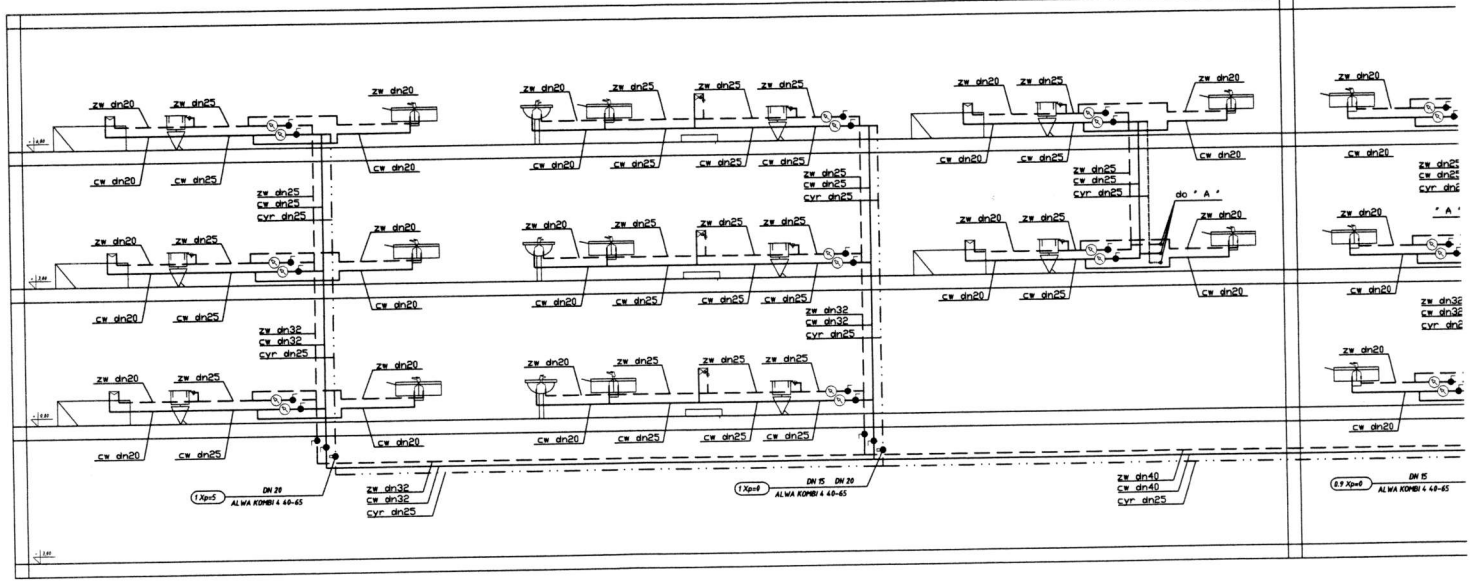 zw dn20
zw dn25
zw dn20
zw dn20
zw dn25
zw dn25
zw dn25
zw dn20
zw dn25
zw dn20
zw dn20
cw dn20
cw dn25
cw dn20
cw dn20
cw dn25
cw dn25
cw dn20
cw dn25
cw dn20
cw dn20
zw dn25
cw dn25
cyr dn25
zw dn25
cw dn25
cyr dn25
zw dn25
cw dn25
cyr dn25
do "A"
"A"
zw dn20
zw dn25
zw dn20
zw dn20
zw dn25
zw dn25
zw dn25
zw dn20
zw dn25
zw dn20
zw dn20
cw dn20
cw dn25
cw dn20
cw dn20
cw dn25
cw dn25
cw dn20
cw dn25
cw dn20
cw dn20
zw dn32
cw dn32
cyr dn25
zw dn32
cw dn32
cyr dn25
zw dn32
cw dn32
zw dn20
zw dn25
zw dn20
zw dn20
zw dn25
zw dn25
zw dn25
zw dn20
cw dn20
cw dn25
cw dn20
cw dn20
cw dn25
cw dn25
cw dn20
1 Xp=5
DN 20
ALWA KOMBI 4 40-65
zw dn32
cw dn32
cyr dn25
1 Xp=0
DN 15 DN 20
ALWA KOMBI 4 40-65
zw dn40
cw dn40
cyr dn25
0.9 Xp=0
DN 15
ALWA KOMBI 4 40-65